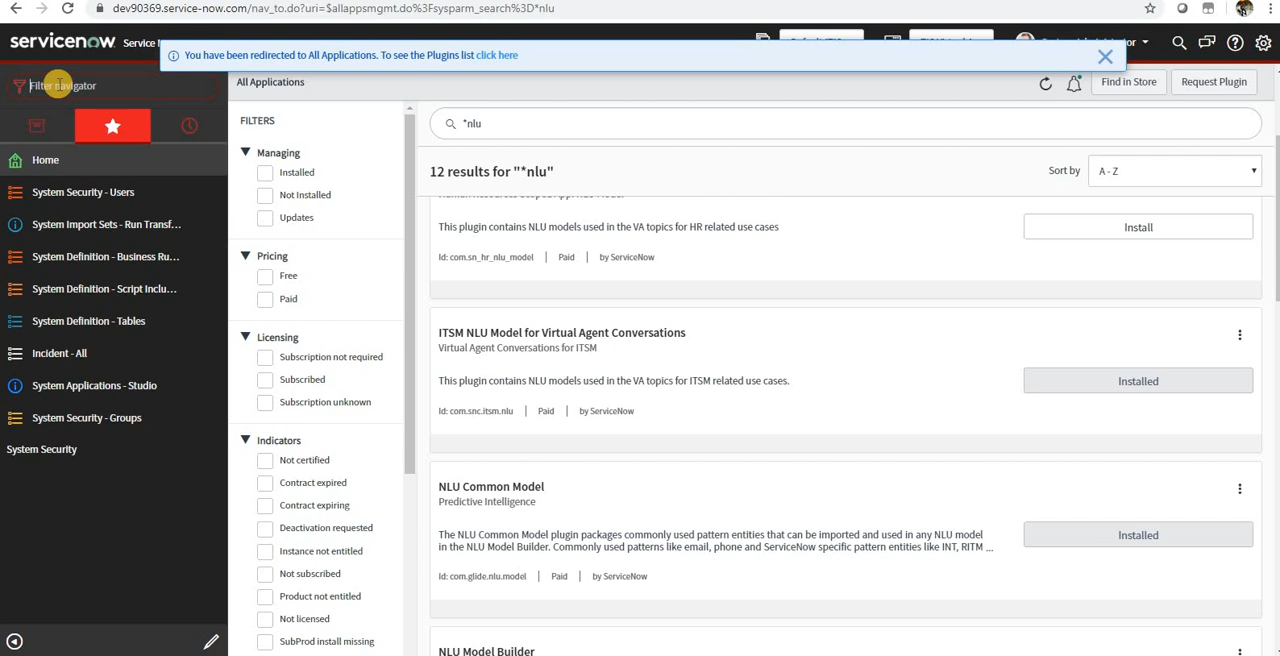 dev90369.service-now.com/nav_to.do?uri=$allappsmgmt.do%3Fsysparm_search%3D*nlu
servicenow Service
You have been redirected to All Applications. To see the Plugins list click here
Filter navigator
All Applications
Find in Store
Request Plugin
Home
System Security - Users
System Import Sets - Run Transf...
System Definition - Business Ru...
System Definition - Script Inclu...
System Definition - Tables
Incident - All
System Applications - Studio
System Security - Groups
System Security
FILTERS
Managing
Installed
Not Installed
Updates
Pricing
Free
Paid
Licensing
Subscription not required
Subscribed
Subscription unknown
Indicators
Not certified
Contract expired
Contract expiring
Deactivation requested
Instance not entitled
Not subscribed
Product not entitled
Not licensed
SubProd install missing
*nlu
12 results for "*nlu"
Sort by
A - Z
This plugin contains NLU models used in the VA topics for HR related use cases
Install
Id: com.sn_hr_nlu_model | Paid | by ServiceNow
ITSM NLU Model for Virtual Agent Conversations
Virtual Agent Conversations for ITSM
This plugin contains NLU models used in the VA topics for ITSM related use cases.
Installed
Id: com.snc.itsm.nlu | Paid | by ServiceNow
NLU Common Model
Predictive Intelligence
The NLU Common Model plugin packages commonly used pattern entities that can be imported and used in any NLU model
in the NLU Model Builder. Commonly used patterns like email, phone and ServiceNow specific pattern entities like INT, RITM ...
Installed
Id: com.glide.nlu.model | Paid | by ServiceNow
NLU Model Builder